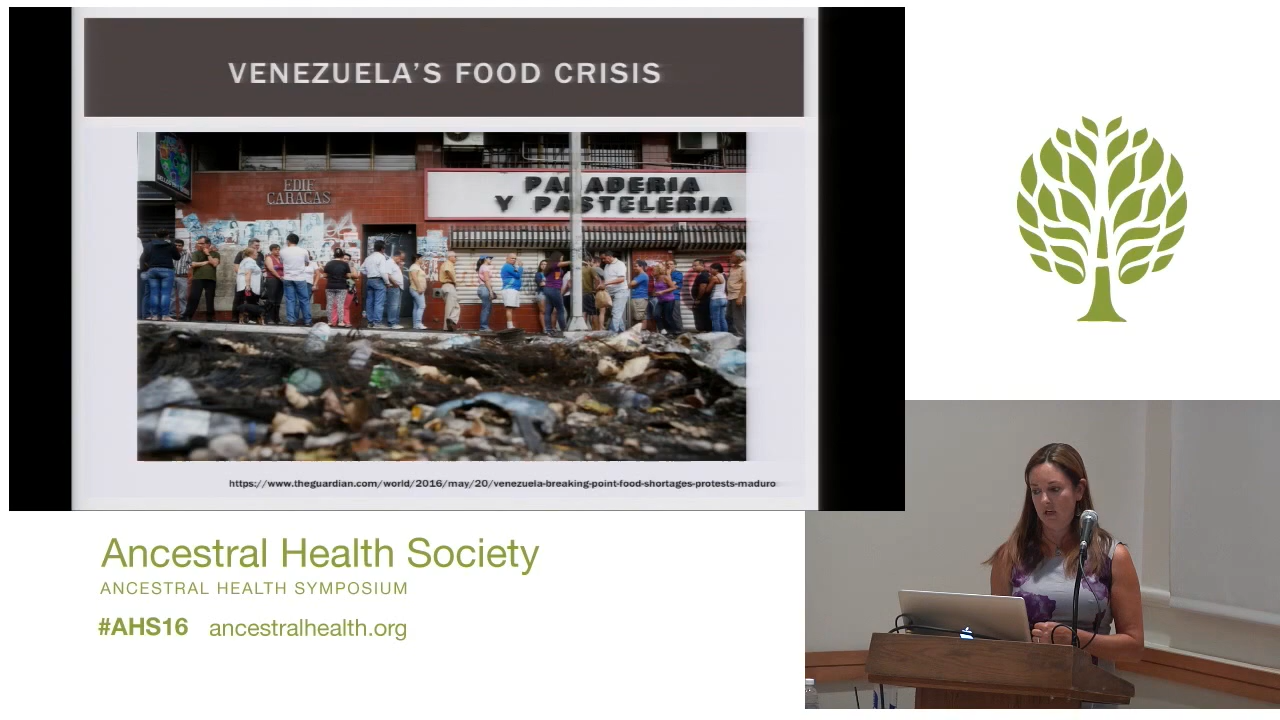 VENEZUELA'S FOOD CRISIS
EDIF
CARACAS
PANADERIA
Y PASTELERIA
https://www.theguardian.com/world/2016/may/20/venezuela-breaking-point-food-shortages-protests-maduro
Ancestral Health Society
ANCESTRAL HEALTH SYMPOSIUM
#AHS16 ancestralhealth.org